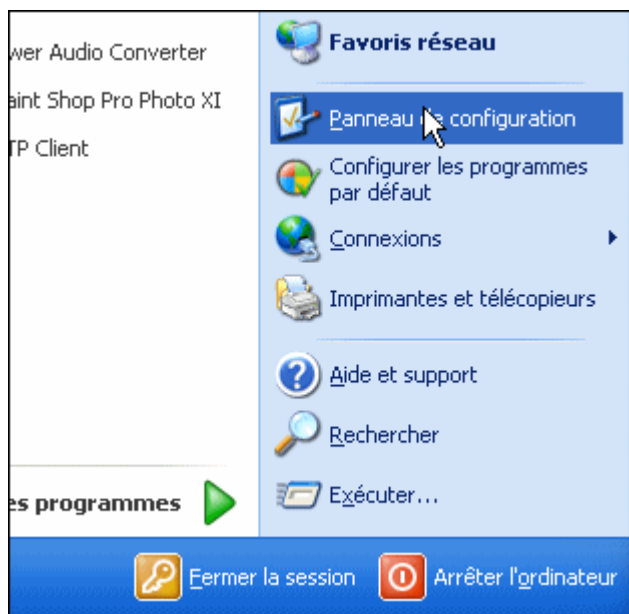 wer Audio Converter
aint Shop Pro Photo XI
TP Client
es programmes
Favoris réseau
Panneau de configuration
Configurer les programmes
par défaut
Connexions
Imprimantes et télécopieurs
Aide et support
Rechercher
Exécuter...
Fermer la session
Arrêter l'ordinateur